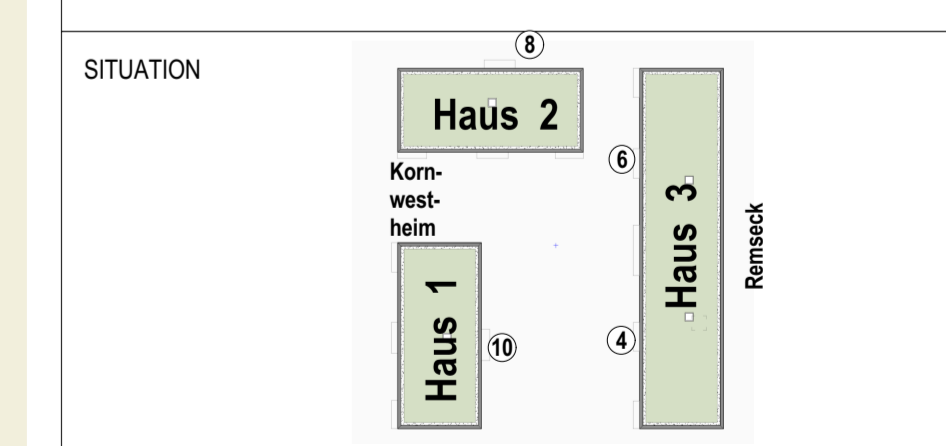 SITUATION
8
Haus 2
6
Korn-
west-
heim
Haus 3
Remseck
Haus 1
10
4